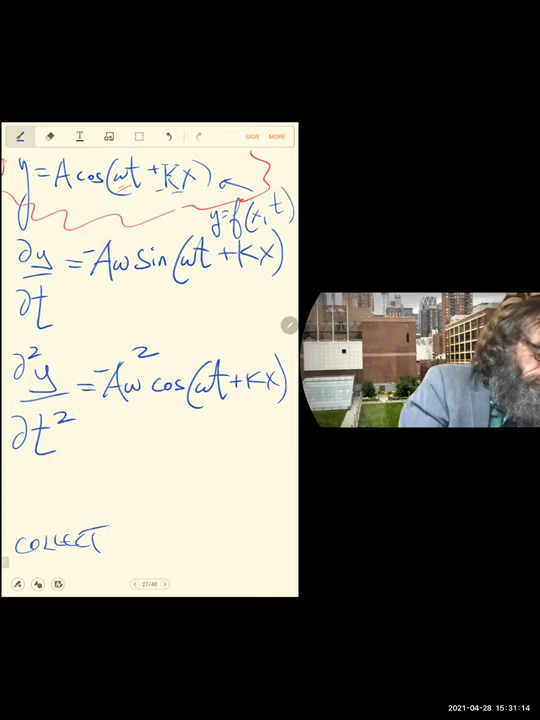 SAVE MORE
y = A cos(ωt + Kx)
y = f(x, t)
∂y/∂t = -Aω sin(ωt + Kx)
∂²y/∂t² = -Aω² cos(ωt + Kx)
COLLECT
27/40
2021-04-28 15:31:14